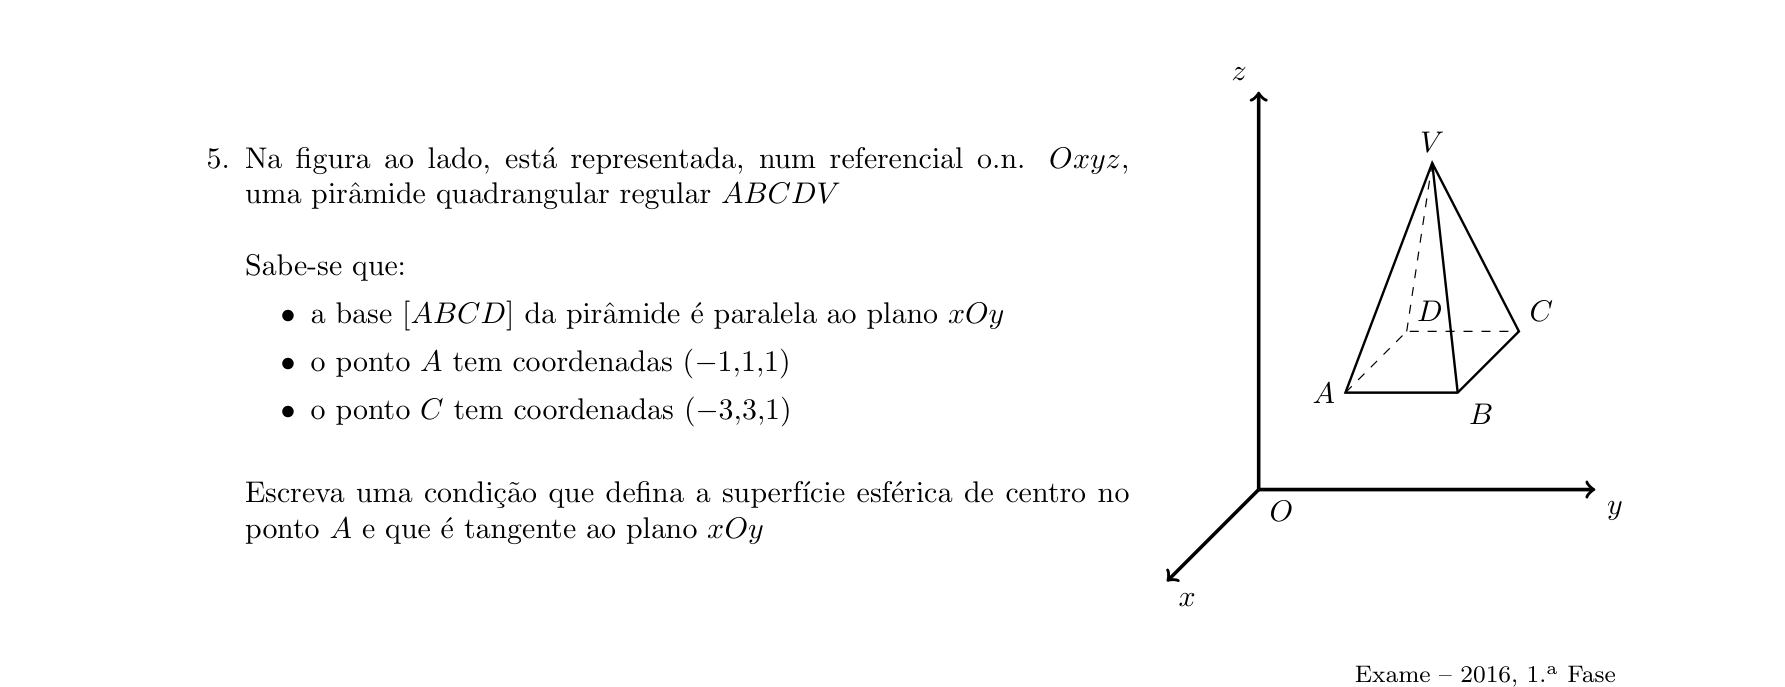 5. Na figura ao lado, está representada, num referencial o.n. Oxyz,
uma pirâmide quadrangular regular ABCDV
Sabe-se que:
• a base [ABCD] da pirâmide é paralela ao plano xOy
• o ponto A tem coordenadas (−1,1,1)
• o ponto C tem coordenadas (−3,3,1)
Escreva uma condição que defina a superfície esférica de centro no
ponto A e que é tangente ao plano xOy
z
V
D
C
A
B
O
y
x
Exame – 2016, 1.ª Fase